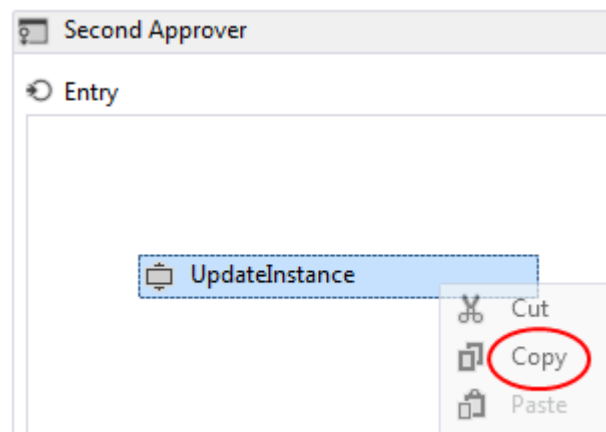 Second Approver
Entry
UpdateInstance
Cut
Copy
Paste